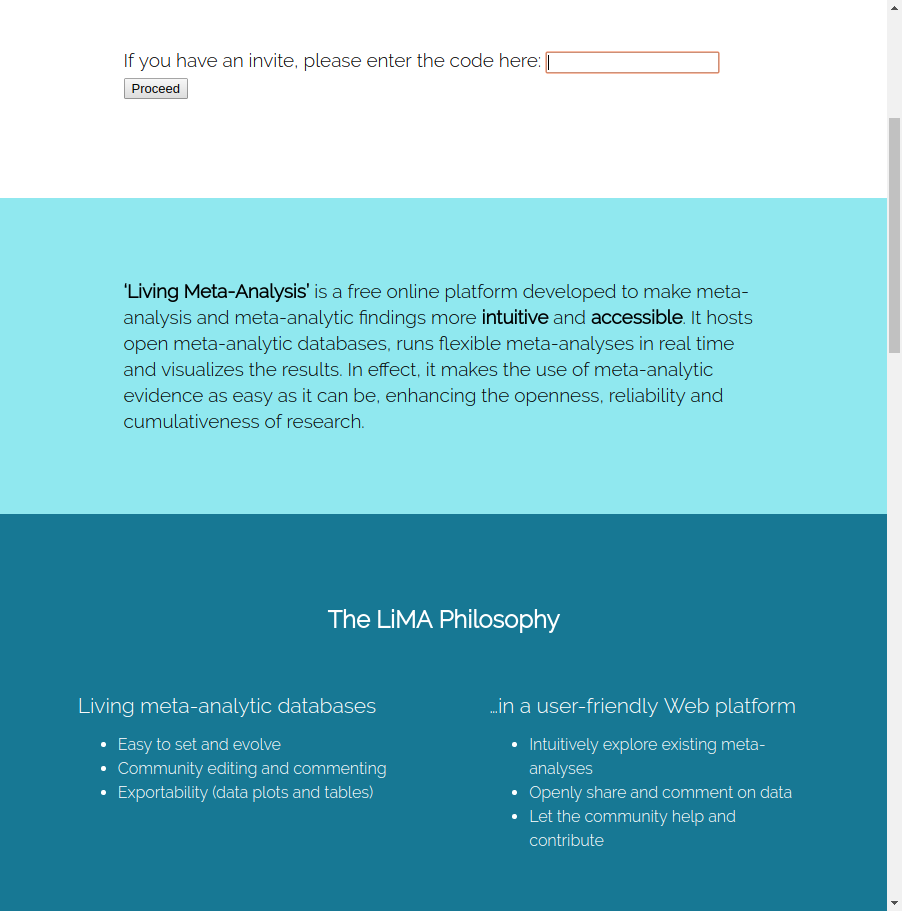 If you have an invite, please enter the code here:
Proceed
‘Living Meta-Analysis’ is a free online platform developed to make meta-
analysis and meta-analytic findings more intuitive and accessible. It hosts
open meta-analytic databases, runs flexible meta-analyses in real time
and visualizes the results. In effect, it makes the use of meta-analytic
evidence as easy as it can be, enhancing the openness, reliability and
cumulativeness of research.
The LiMA Philosophy
Living meta-analytic databases
• Easy to set and evolve
• Community editing and commenting
• Exportability (data plots and tables)
…in a user-friendly Web platform
• Intuitively explore existing meta-
analyses
• Openly share and comment on data
• Let the community help and
contribute